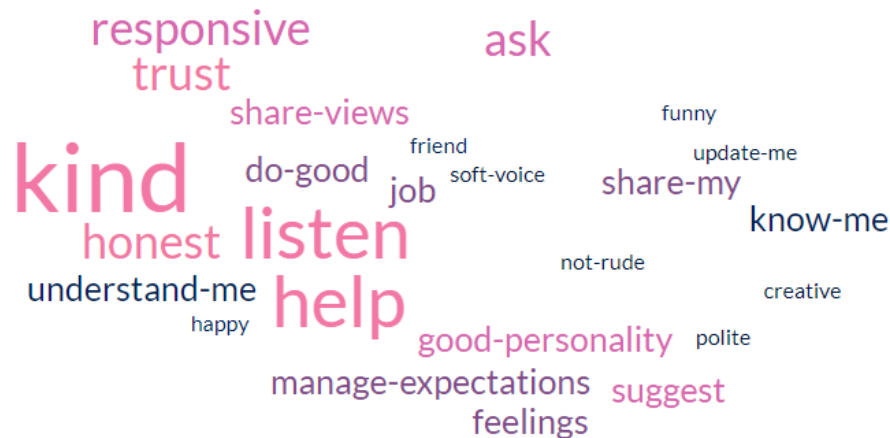 responsive
ask
trust
share-views
funny
friend
update-me
kind
do-good
soft-voice
job
share-my
know-me
honest
listen
not-rude
understand-me
help
creative
happy
good-personality
polite
manage-expectations
suggest
feelings